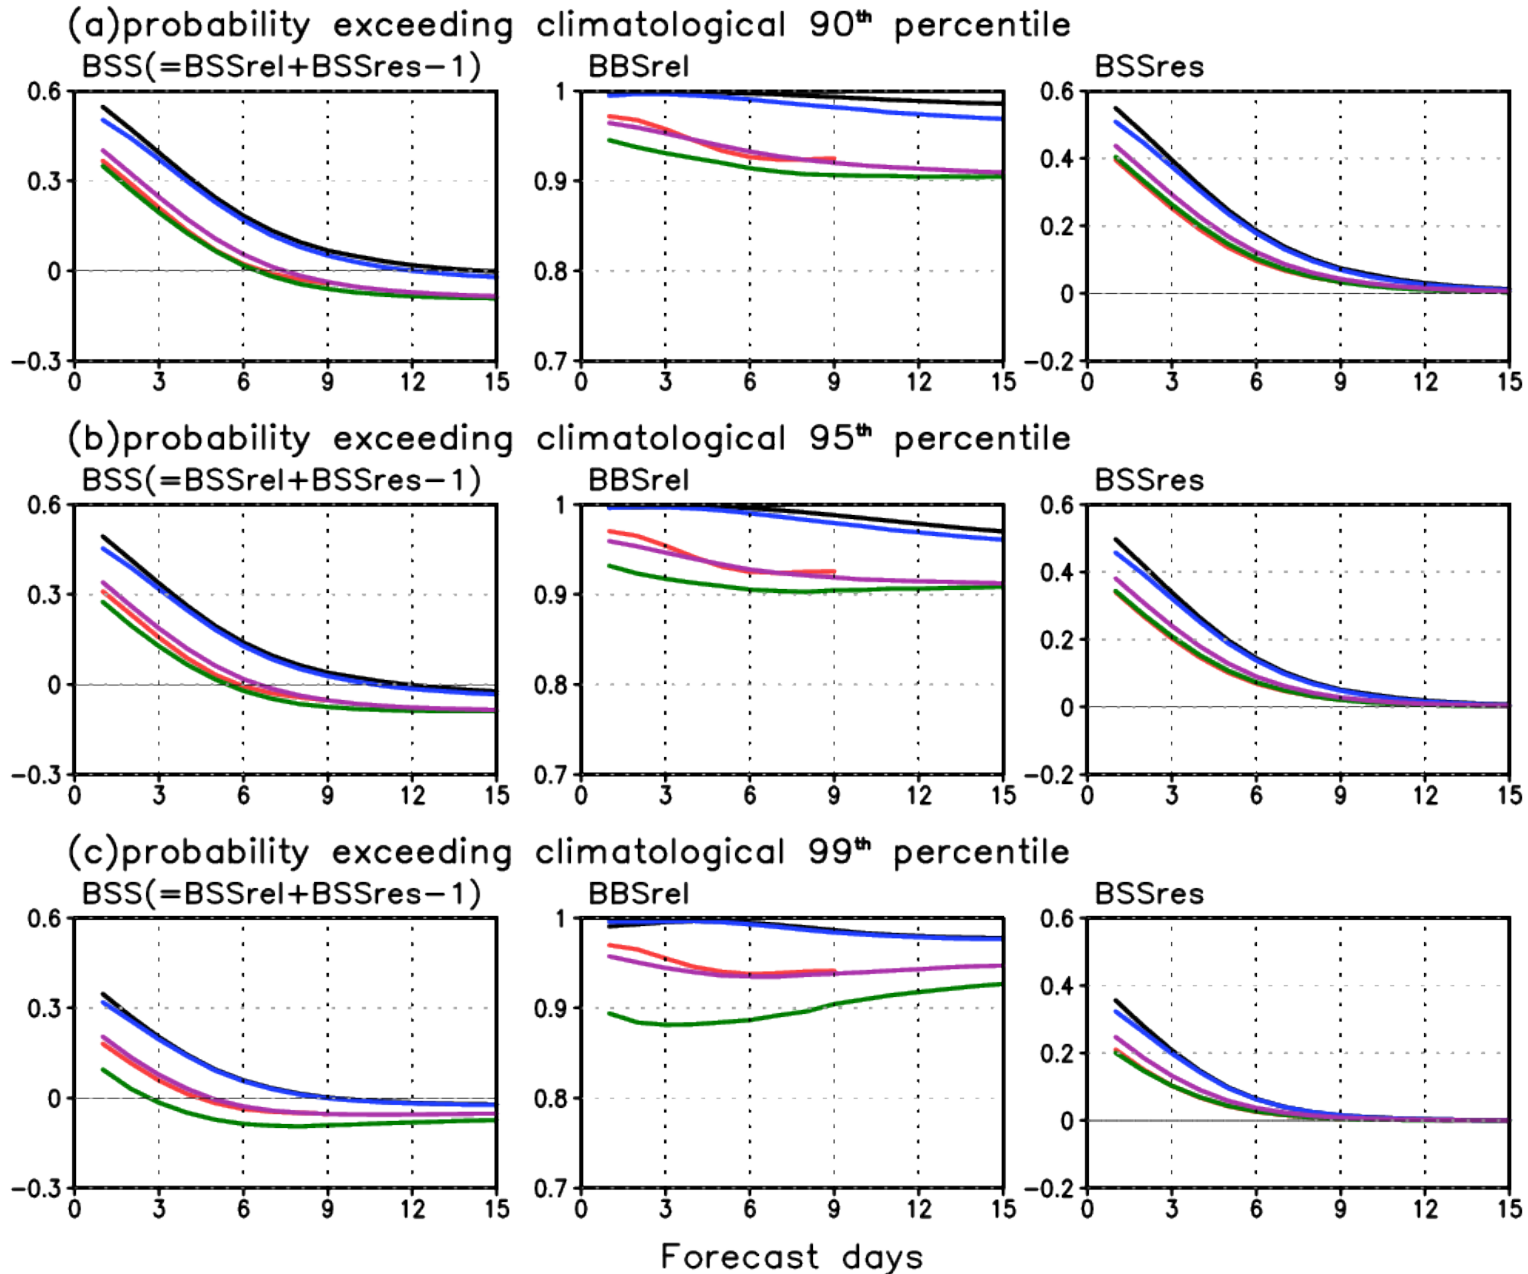 (a)probability exceeding climatological 90th percentile
BSS(=BSSrel+BSSres−1) BBSrel BSSres
0.6 1 0.6
0.3 0.9 0.4
0 0.8 0.2
−0.3 0.7 0
−0.2
0 3 6 9 12 15 0 3 6 9 12 15 0 3 6 9 12 15
(b)probability exceeding climatological 95th percentile
BSS(=BSSrel+BSSres−1) BBSrel BSSres
0.6 1 0.6
0.3 0.9 0.4
0 0.8 0.2
−0.3 0.7 0
−0.2
0 3 6 9 12 15 0 3 6 9 12 15 0 3 6 9 12 15
(c)probability exceeding climatological 99th percentile
BSS(=BSSrel+BSSres−1) BBSrel BSSres
0.6 1 0.6
0.3 0.9 0.4
0 0.8 0.2
−0.3 0.7 0
−0.2
0 3 6 9 12 15 0 3 6 9 12 15 0 3 6 9 12 15
Forecast days